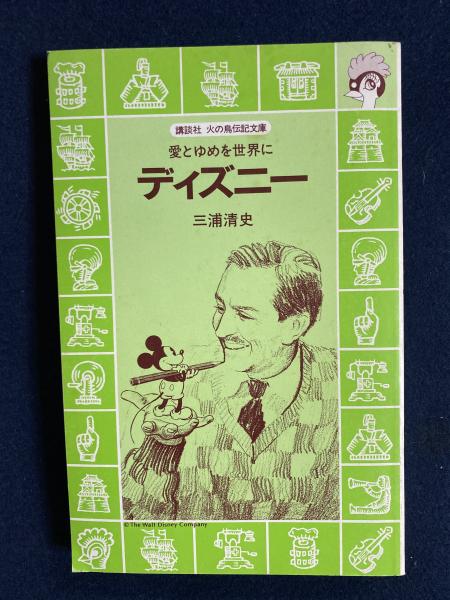 講談社 火の鳥伝記文庫
愛とゆめを世界に
ディズニー
三浦清史
© The Walt Disney Company